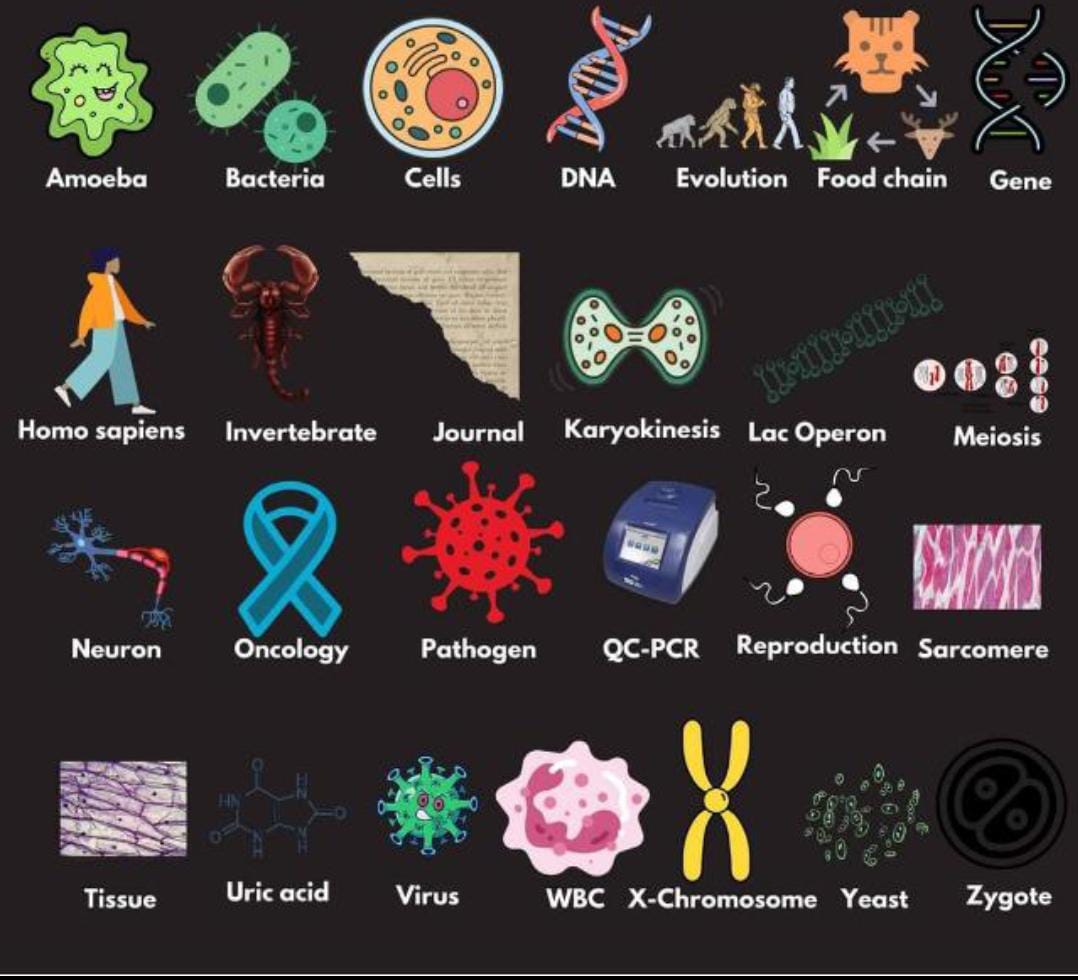 Amoeba Bacteria Cells DNA Evolution Food chain Gene
Homo sapiens Invertebrate Journal Karyokinesis Lac Operon Meiosis
Neuron Oncology Pathogen QC-PCR Reproduction Sarcomere
HN
O
O
O
N
H
N
H
N
H
N
H
Tissue Uric acid Virus WBC X-Chromosome Yeast Zygote